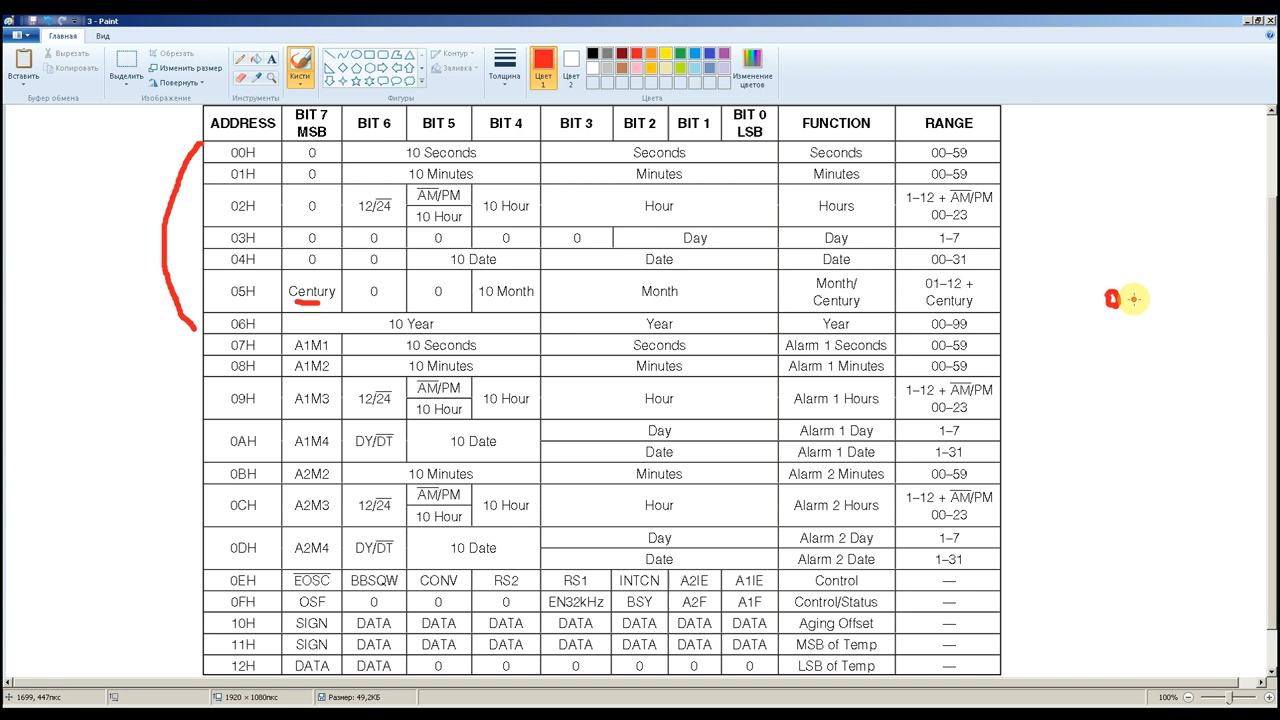 3 - Paint
Главная Вид
Вставить
Вырезать
Копировать
Буфер обмена
Выделить
Обрезать
Изменить размер
Повернуть
Изображение
Инструменты
Кисти
Контур
Заливка
Фигуры
Толщина
Цвет 1
Цвет 2
Изменение цветов
Цвета
ADDRESS BIT 7 MSB BIT 6 BIT 5 BIT 4 BIT 3 BIT 2 BIT 1 BIT 0 LSB FUNCTION RANGE
00H 0 10 Seconds Seconds Seconds 00–59
01H 0 10 Minutes Minutes Minutes 00–59
02H 0 12/24 AM/PM 10 Hour 10 Hour Hour Hours 1–12 + AM/PM 00–23
03H 0 0 0 0 0 Day Day 1–7
04H 0 0 10 Date Date Date 00–31
05H Century 0 0 10 Month Month Month/ Century 01–12 + Century
06H 10 Year Year Year 00–99
07H A1M1 10 Seconds Seconds Alarm 1 Seconds 00–59
08H A1M2 10 Minutes Minutes Alarm 1 Minutes 00–59
09H A1M3 12/24 AM/PM 10 Hour 10 Hour Hour Alarm 1 Hours 1–12 + AM/PM 00–23
0AH A1M4 DY/DT 10 Date Day Alarm 1 Day 1–7
Date Alarm 1 Date 1–31
0BH A2M2 10 Minutes Minutes Alarm 2 Minutes 00–59
0CH A2M3 12/24 AM/PM 10 Hour 10 Hour Hour Alarm 2 Hours 1–12 + AM/PM 00–23
0DH A2M4 DY/DT 10 Date Day Alarm 2 Day 1–7
Date Alarm 2 Date 1–31
0EH EOSC BBSQW CONV RS2 RS1 INTCN A2IE A1IE Control —
0FH OSF 0 0 0 EN32kHz BSY A2F A1F Control/Status —
10H SIGN DATA DATA DATA DATA DATA DATA DATA Aging Offset —
11H SIGN DATA DATA DATA DATA DATA DATA DATA MSB of Temp —
12H DATA DATA 0 0 0 0 0 0 LSB of Temp —
1699, 447пкс 1920 × 1080пкс Размер: 49,2КБ 100%